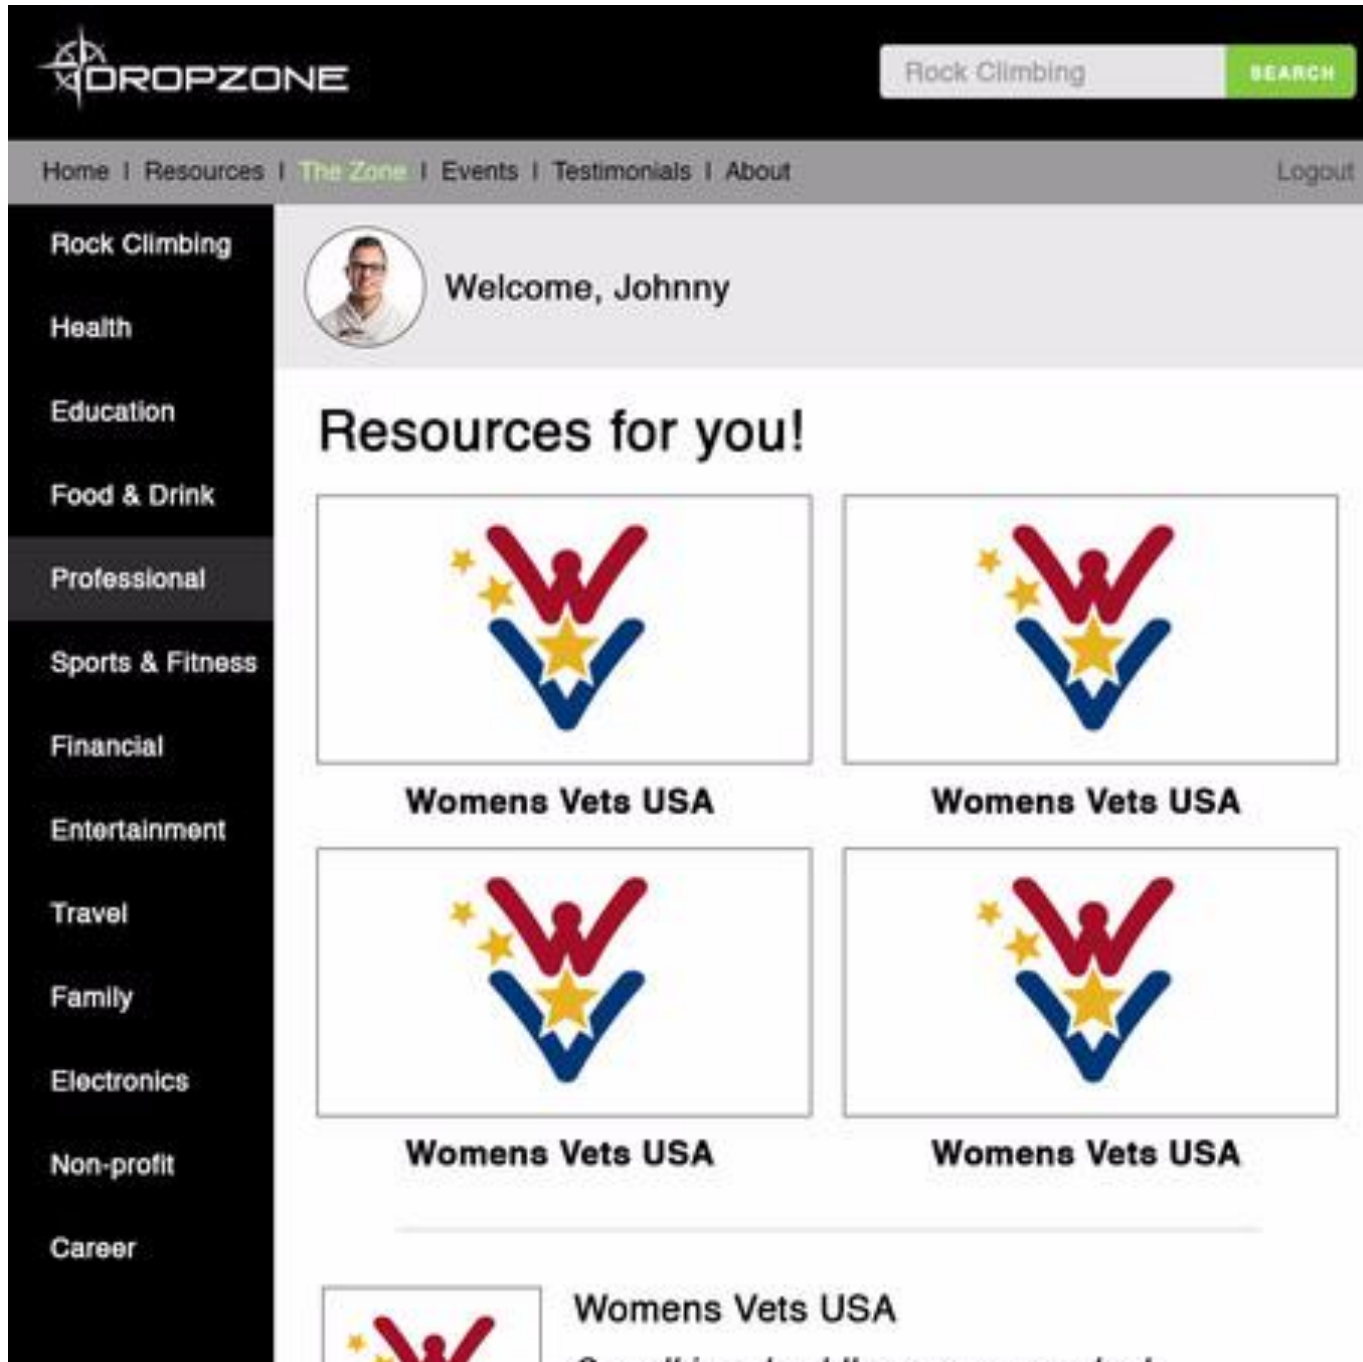 DROPZONE
Rock Climbing SEARCH
Home | Resources | The Zone | Events | Testimonials | About Logout
Rock Climbing
Health
Education
Food & Drink
Professional
Sports & Fitness
Financial
Entertainment
Travel
Family
Electronics
Non-profit
Career
Welcome, Johnny
Resources for you!
Womens Vets USA Womens Vets USA
Womens Vets USA Womens Vets USA
Womens Vets USA